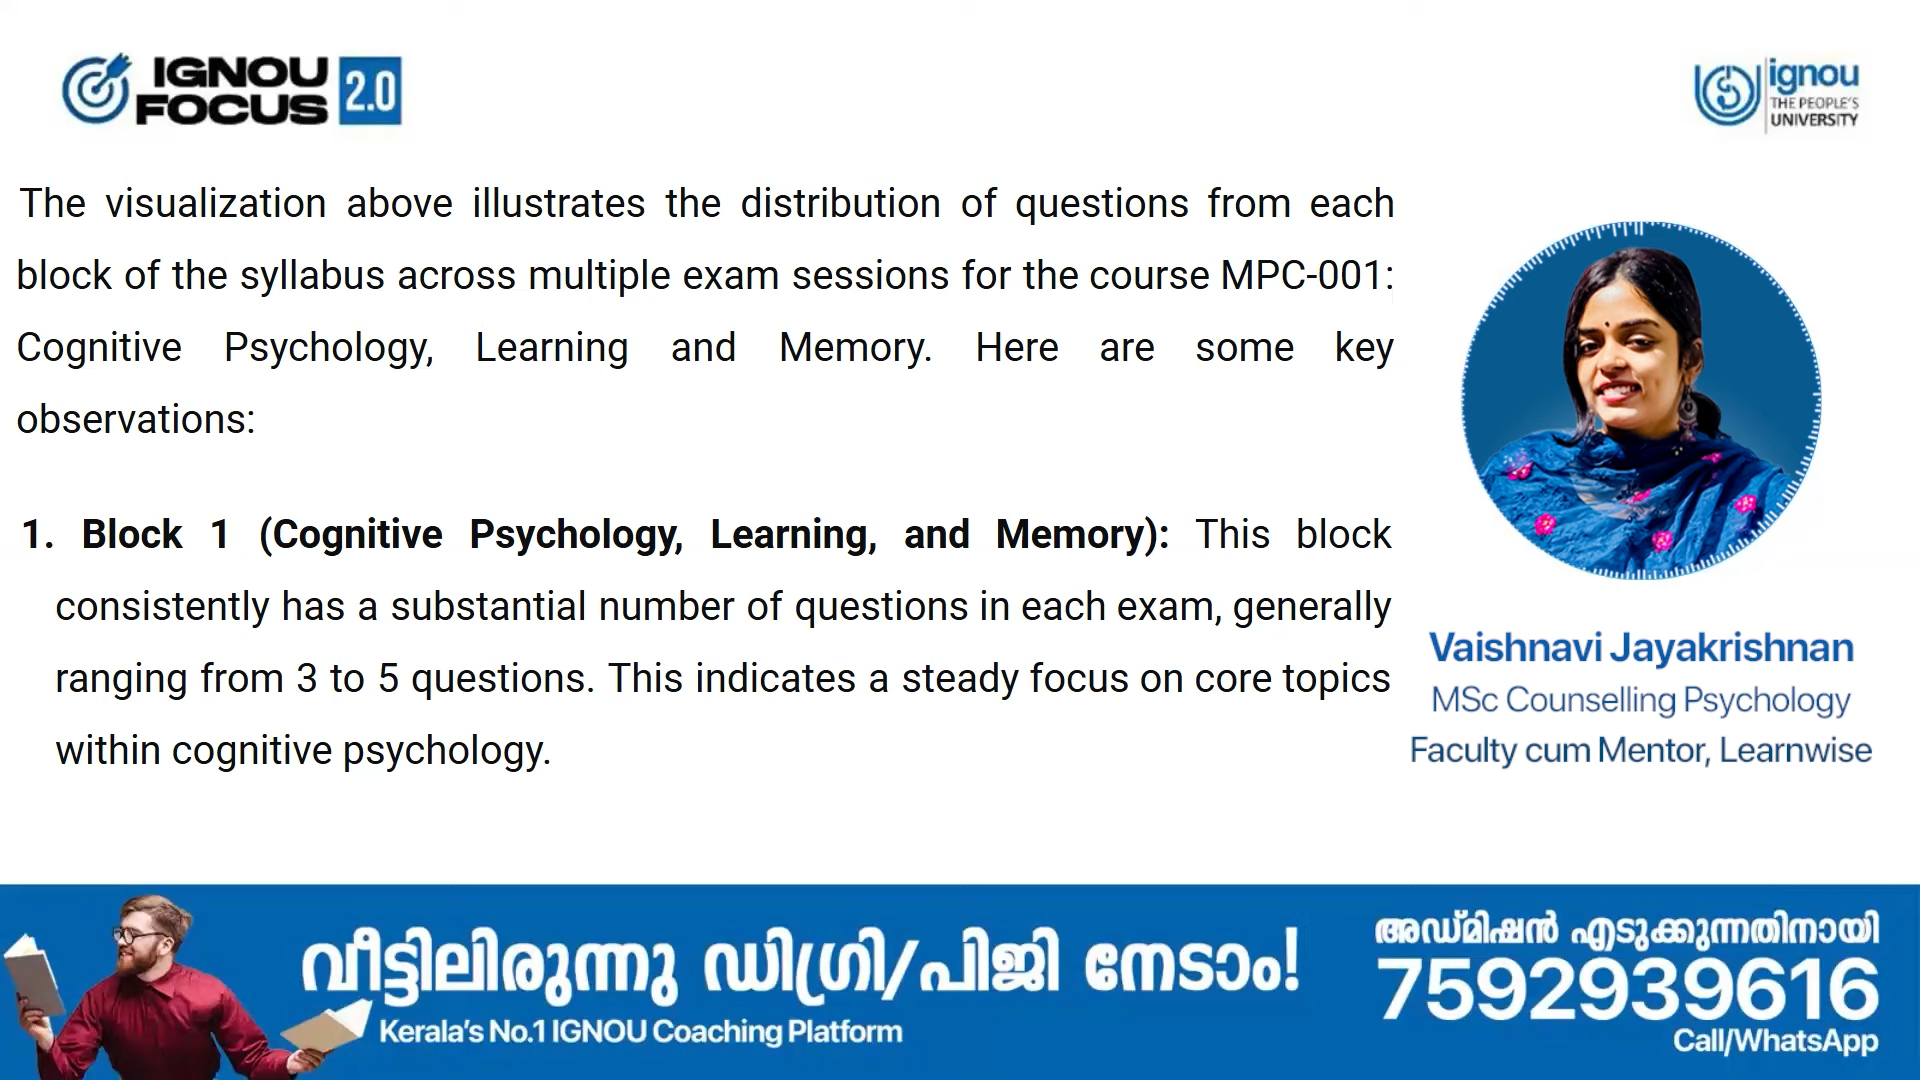 IGNOU
FOCUS 2.0
ignou
THE PEOPLE'S
UNIVERSITY
The visualization above illustrates the distribution of questions from each
block of the syllabus across multiple exam sessions for the course MPC-001:
Cognitive Psychology, Learning and Memory. Here are some key
observations:
1. Block 1 (Cognitive Psychology, Learning, and Memory): This block
consistently has a substantial number of questions in each exam, generally
ranging from 3 to 5 questions. This indicates a steady focus on core topics
within cognitive psychology.
Vaishnavi Jayakrishnan
MSc Counselling Psychology
Faculty cum Mentor, Learnwise
വീട്ടിലിരുന്നു ഡിഗ്രി/പിജി നേടാം!
Kerala's No.1 IGNOU Coaching Platform
അഡ്മിഷൻ എടുക്കുന്നതിനായി
7592939616
Call/WhatsApp